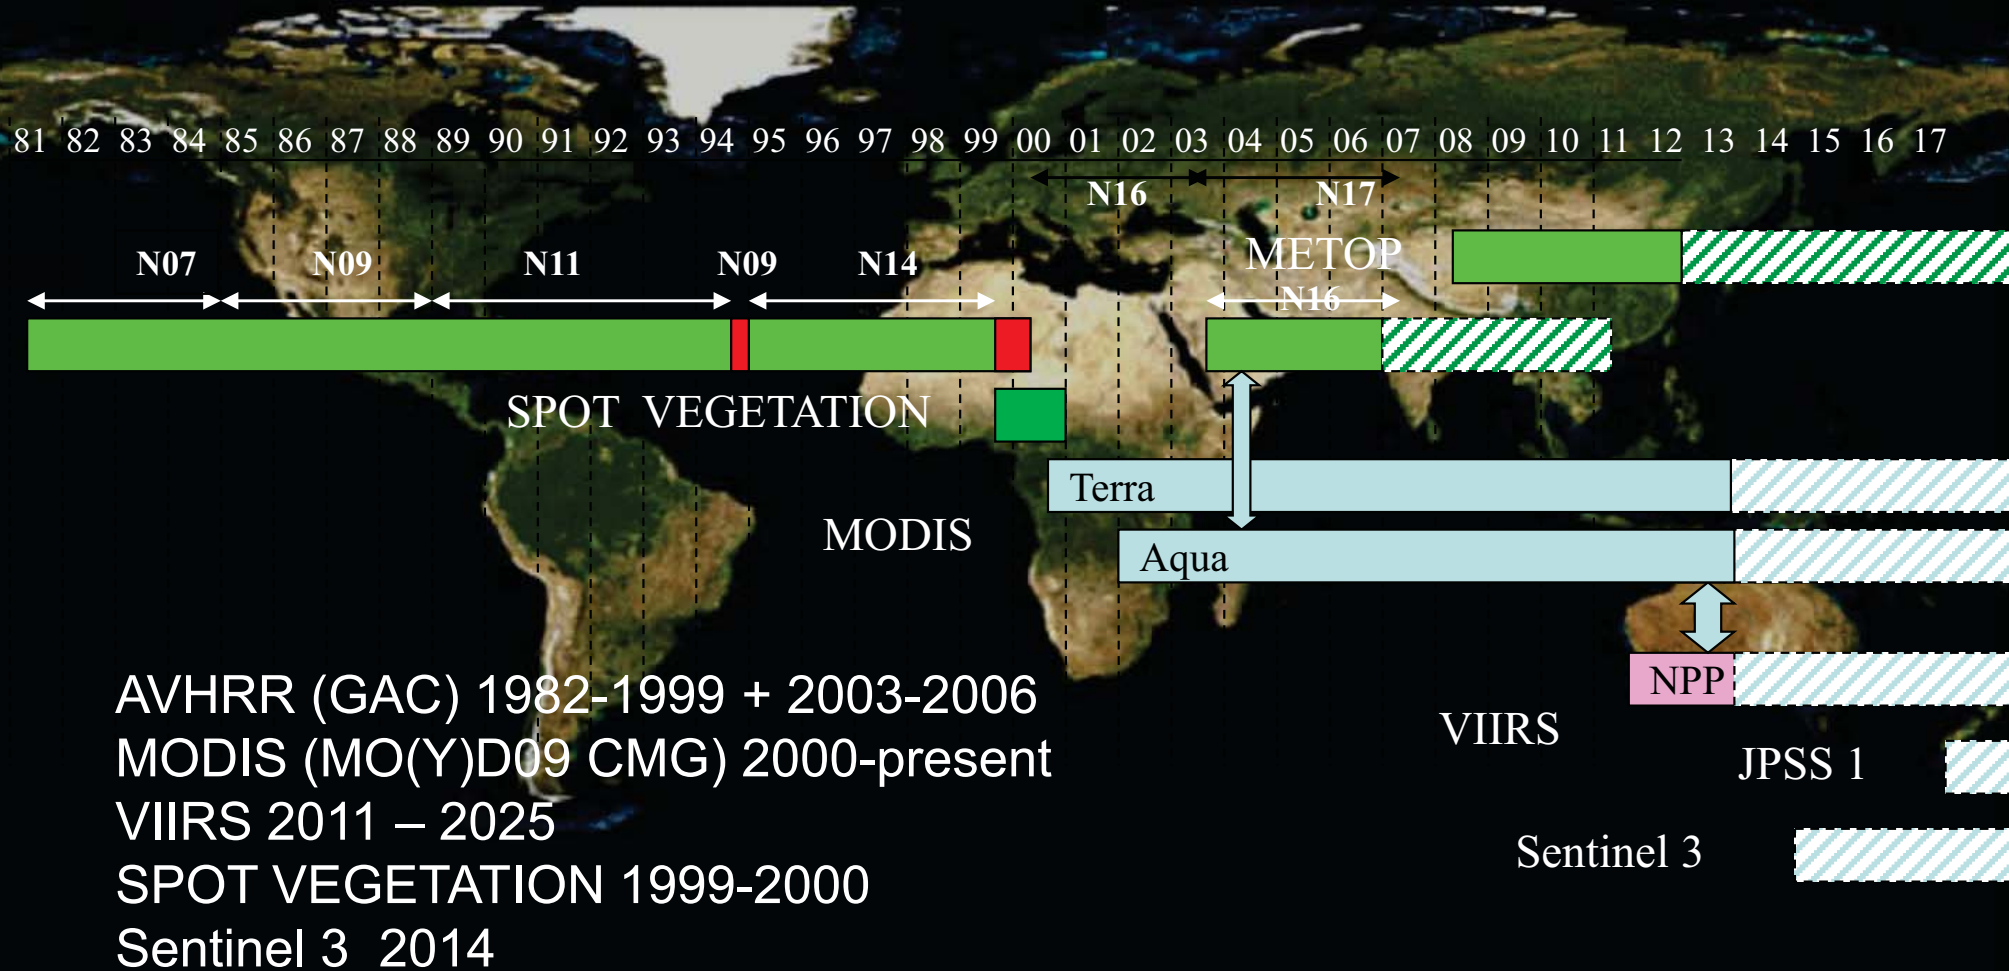 81 82 83 84 85 86 87 88 89 90 91 92 93 94 95 96 97 98 99 00 01 02 03 04 05 06 07 08 09 10 11 12 13 14 15 16 17
N16 N17
N07 N09 N11 N09 N14 METOP
N16
SPOT VEGETATION
Terra
MODIS
Aqua
NPP
VIIRS
JPSS 1
Sentinel 3
AVHRR (GAC) 1982-1999 + 2003-2006
MODIS (MO(Y)D09 CMG) 2000-present
VIIRS 2011 – 2025
SPOT VEGETATION 1999-2000
Sentinel 3 2014